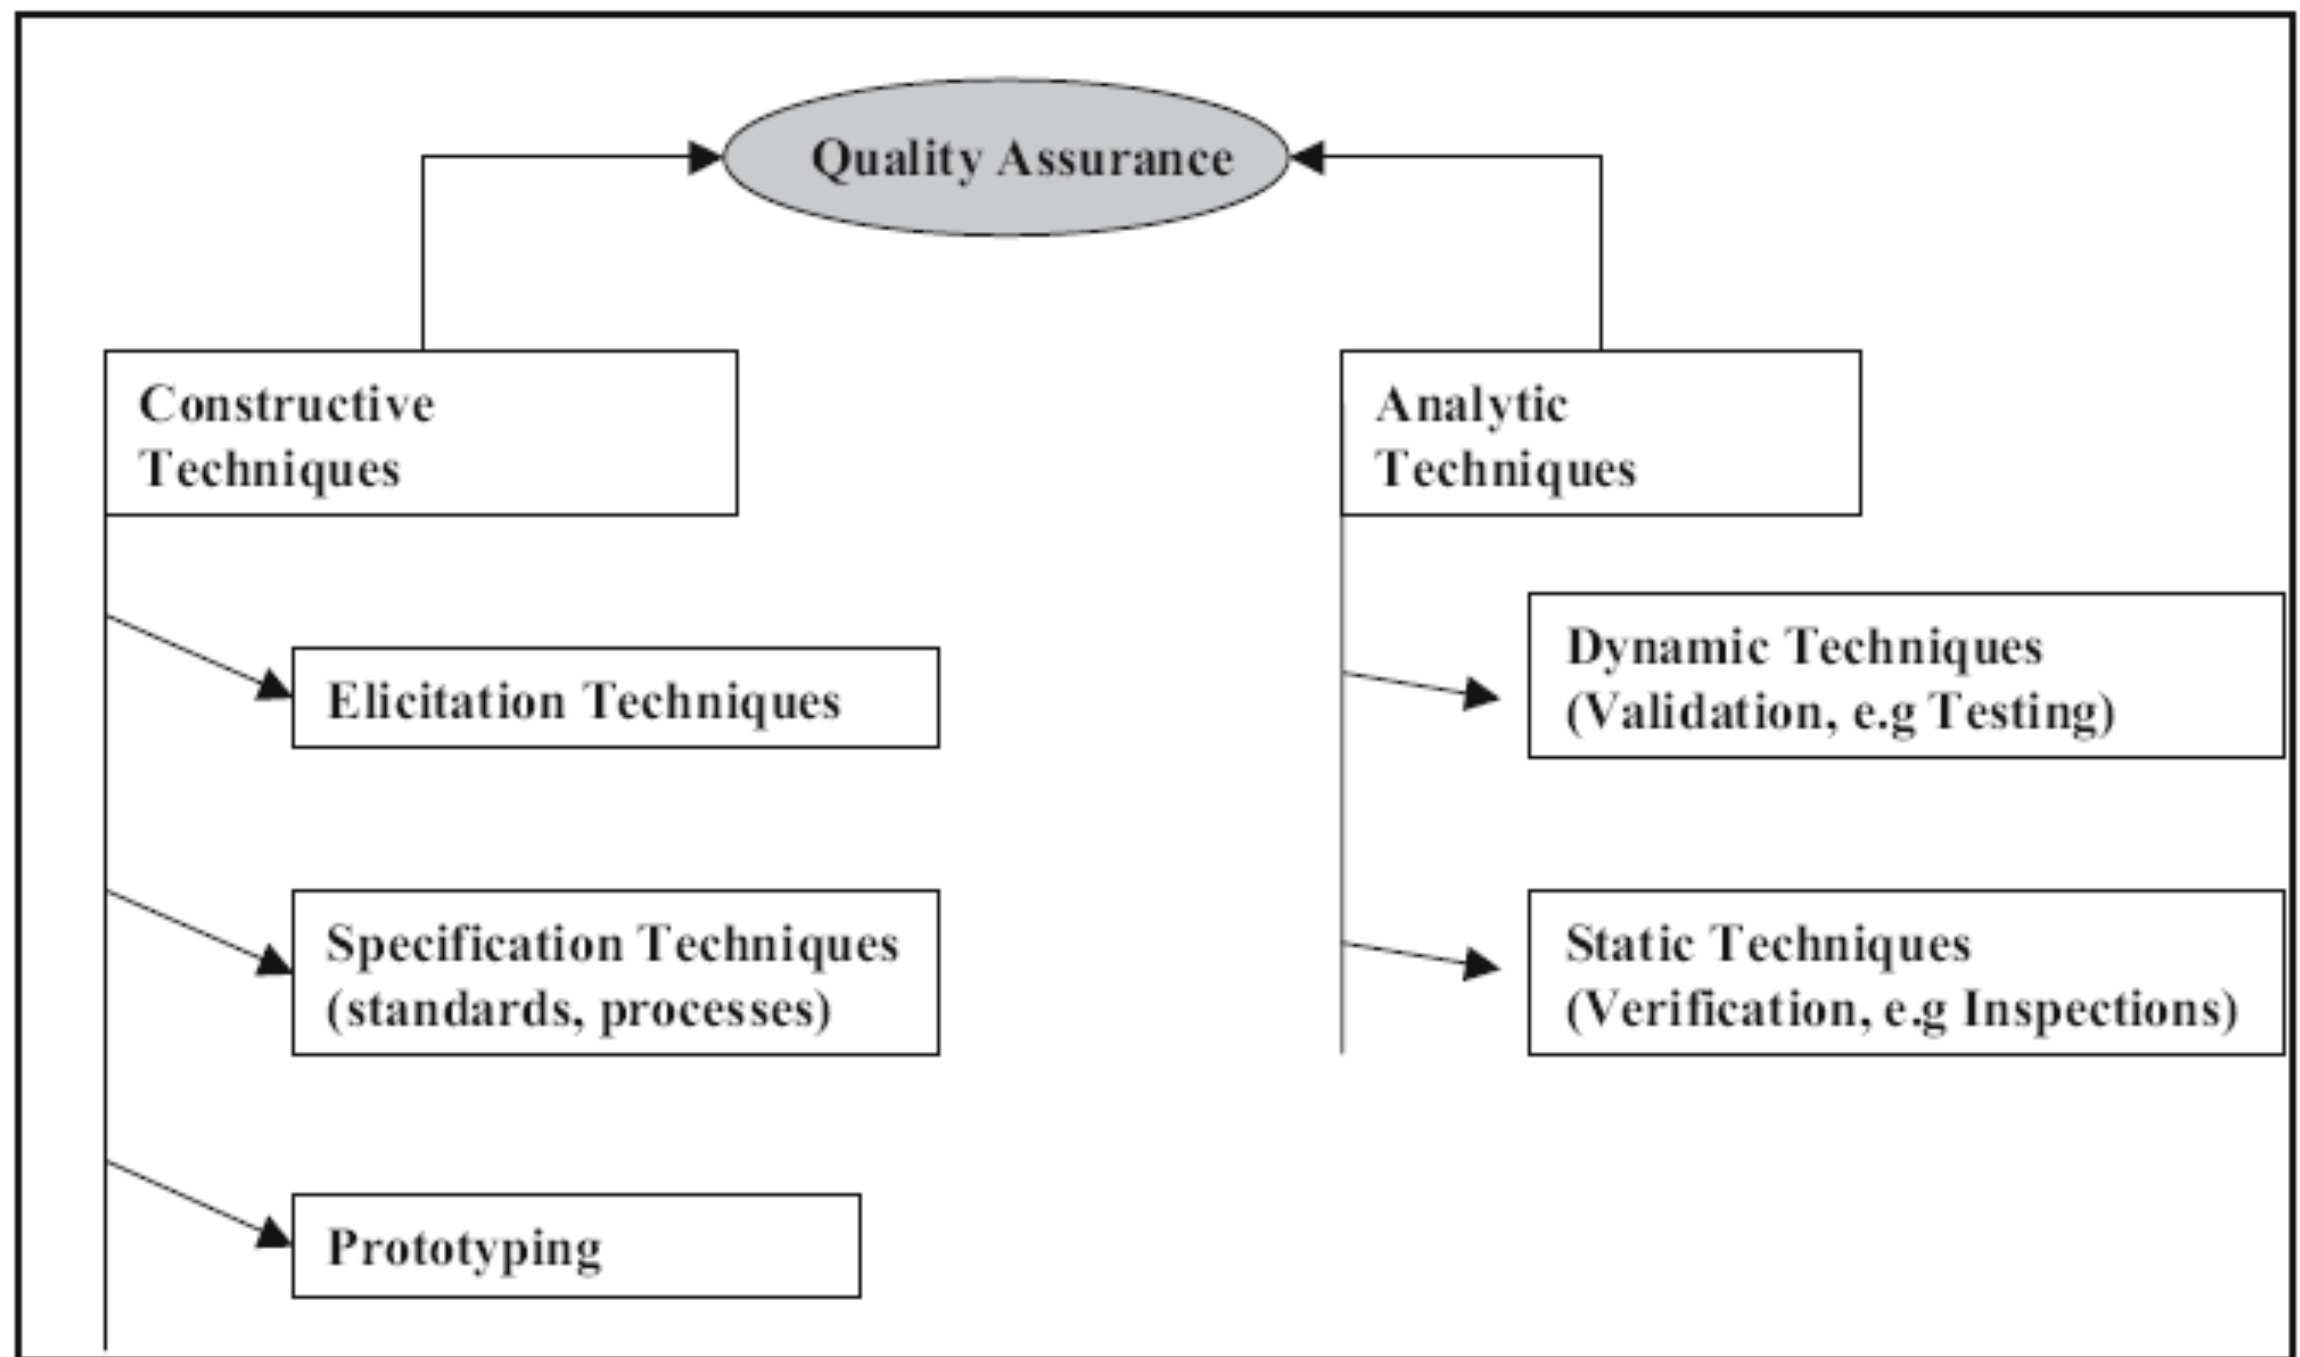 Quality Assurance
Constructive
Techniques
Elicitation Techniques
Specification Techniques
(standards, processes)
Prototyping
Analytic
Techniques
Dynamic Techniques
(Validation, e.g Testing)
Static Techniques
(Verification, e.g Inspections)